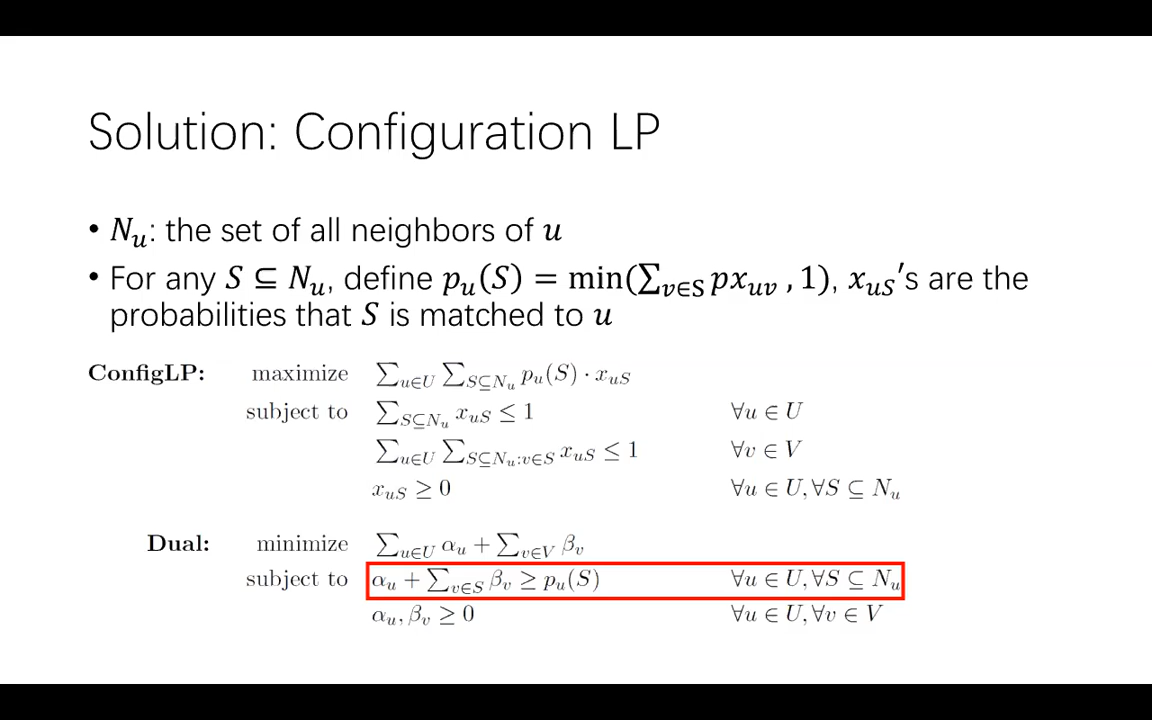 Solution: Configuration LP
• N_u: the set of all neighbors of u
• For any S ⊆ N_u, define p_u(S) = min(∑_{v∈S} px_{uv} , 1), x_{uS}'s are the
probabilities that S is matched to u
ConfigLP: maximize ∑_{u∈U} ∑_{S⊆N_u} p_u(S) · x_{uS}
subject to ∑_{S⊆N_u} x_{uS} ≤ 1 ∀u ∈ U
∑_{u∈U} ∑_{S⊆N_u:v∈S} x_{uS} ≤ 1 ∀v ∈ V
x_{uS} ≥ 0 ∀u ∈ U, ∀S ⊆ N_u
Dual: minimize ∑_{u∈U} α_u + ∑_{v∈V} β_v
subject to α_u + ∑_{v∈S} β_v ≥ p_u(S) ∀u ∈ U, ∀S ⊆ N_u
α_u, β_v ≥ 0 ∀u ∈ U, ∀v ∈ V